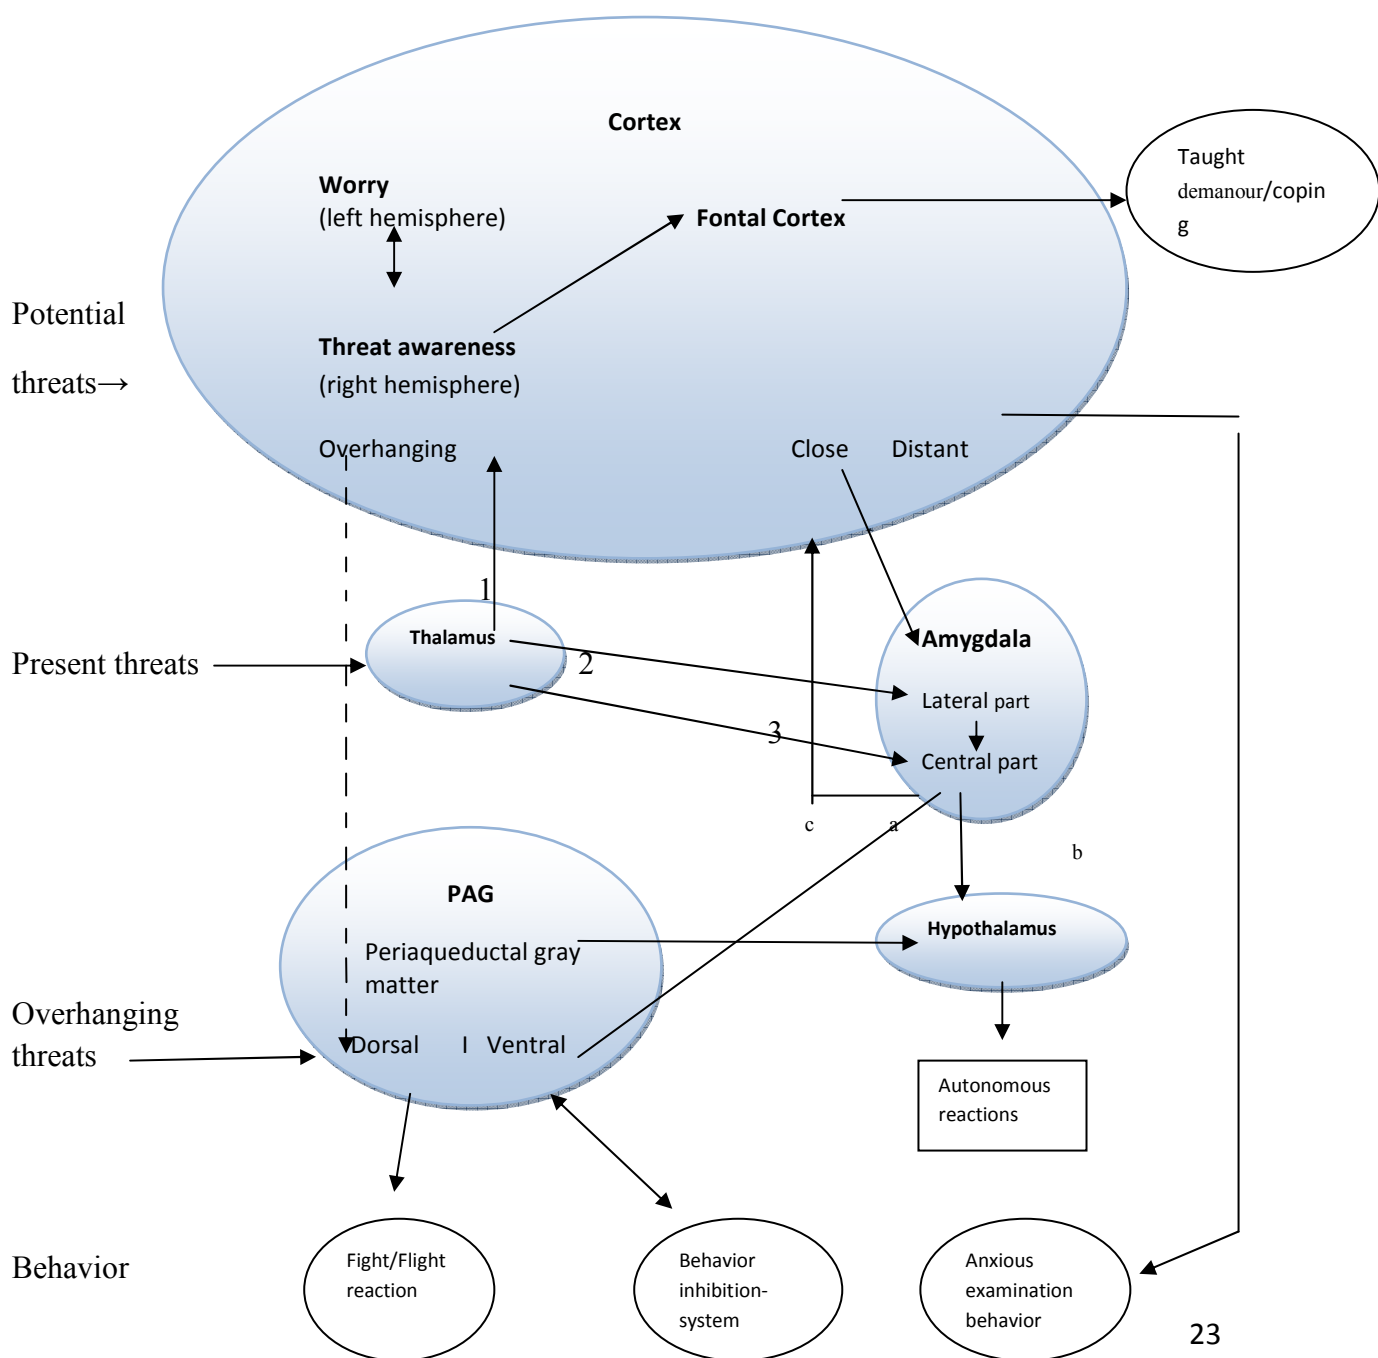 Cortex
Taught
demanour/copin
g
Worry
(left hemisphere)
Fontal Cortex
Potential
threats→
Threat awareness
(right hemisphere)
Overhanging
Close Distant
1
Thalamus
Present threats
2
Amygdala
Lateral part
3
Central part
c a
b
PAG
Periaqueductal gray
matter
Hypothalamus
Overhanging
threats
Dorsal I Ventral
Autonomous
reactions
Behavior
Fight/Flight
reaction
Behavior
inhibition-
system
Anxious
examination
behavior
23